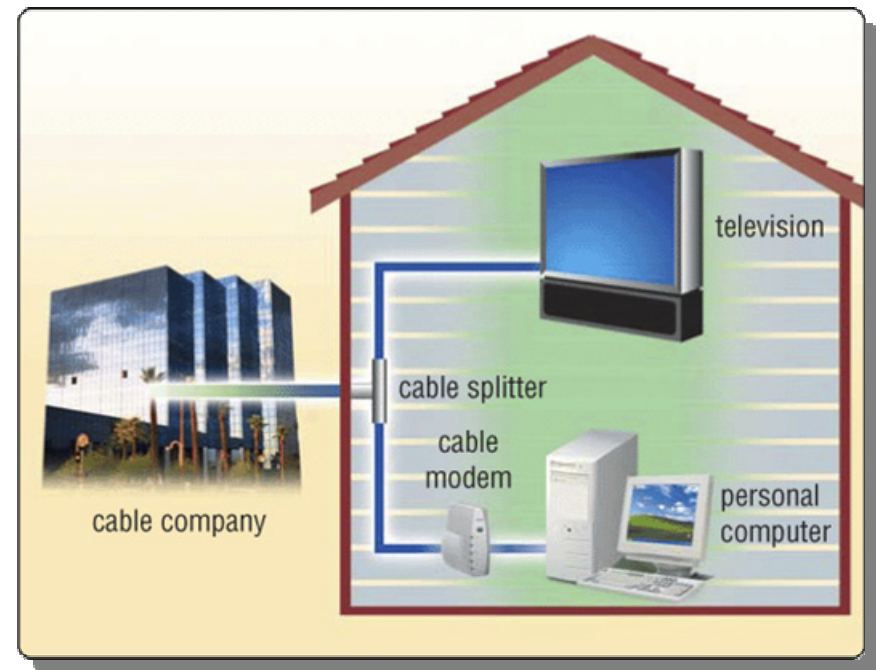 television
cable splitter
cable
modem
personal
computer
cable company